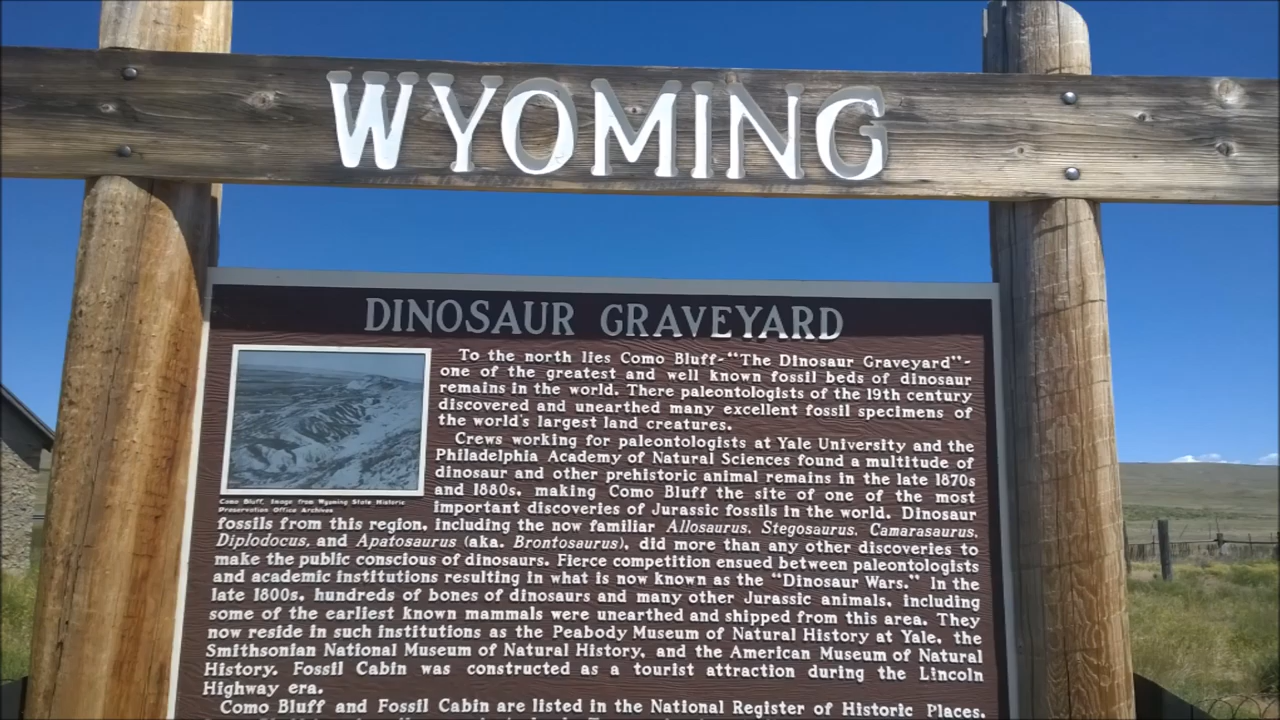 WYOMING
DINOSAUR GRAVEYARD
To the north lies Como Bluff-"The Dinosaur Graveyard"-
one of the greatest and well known fossil beds of dinosaur
remains in the world. There paleontologists of the 19th century
discovered and unearthed many excellent fossil specimens of
the world's largest land creatures.
Crews working for paleontologists at Yale University and the
Philadelphia Academy of Natural Sciences found a multitude of
dinosaur and other prehistoric animal remains in the late 1870s
and 1880s, making Como Bluff the site of one of the most
important discoveries of Jurassic fossils in the world. Dinosaur
Como Bluff, Image from Wyoming State Historic
Preservation Office Archives
fossils from this region, including the now familiar Allosaurus, Stegosaurus, Camarasaurus,
Diplodocus, and Apatosaurus (aka. Brontosaurus), did more than any other discoveries to
make the public conscious of dinosaurs. Fierce competition ensued between paleontologists
and academic institutions resulting in what is now known as the "Dinosaur Wars." In the
late 1800s, hundreds of bones of dinosaurs and many other Jurassic animals, including
some of the earliest known mammals were unearthed and shipped from this area. They
now reside in such institutions as the Peabody Museum of Natural History at Yale, the
Smithsonian National Museum of Natural History, and the American Museum of Natural
History. Fossil Cabin was constructed as a tourist attraction during the Lincoln
Highway era.
Como Bluff and Fossil Cabin are listed in the National Register of Historic Places.